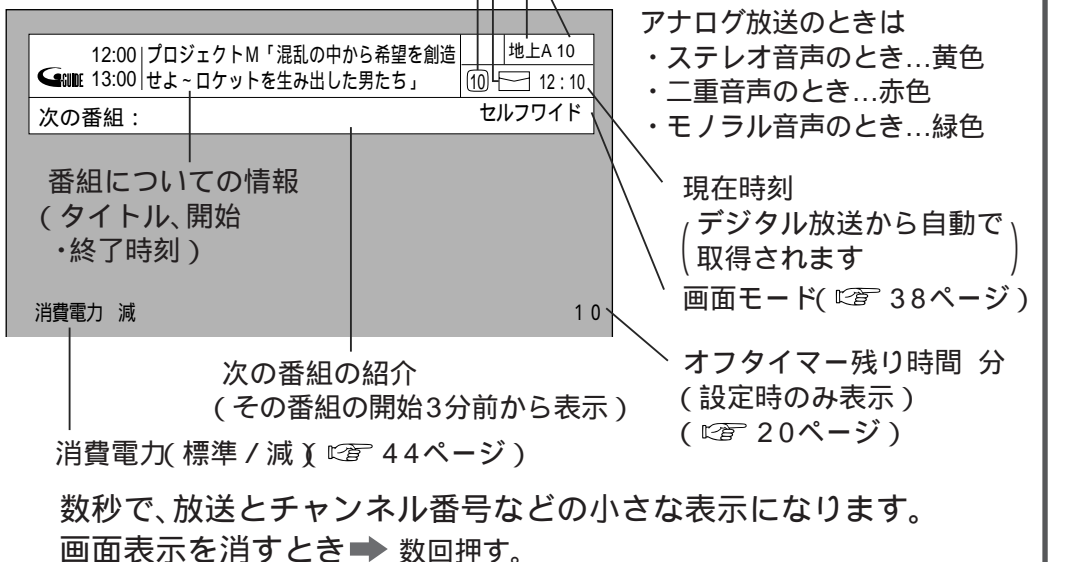 アナログ放送のときは
・ステレオ音声のとき…黄色
・二重音声のとき…赤色
・モノラル音声のとき…緑色
12:00 プロジェクトM「混乱の中から希望を創造
地上A 10
G-GUIDE 13:00 せよ~ロケットを生み出した男たち」
10 12:10
次の番組：
セルフワイド
番組についての情報
(タイトル、開始
・終了時刻)
現在時刻
(デジタル放送から自動で
取得されます)
画面モード(☞ 38ページ)
消費電力 減
10
オフタイマー残り時間 分
(設定時のみ表示)
(☞ 20ページ)
次の番組の紹介
(その番組の開始3分前から表示)
消費電力(標準/減)(☞ 44ページ)
数秒で、放送とチャンネル番号などの小さな表示になります。
画面表示を消すとき➡ 数回押す。